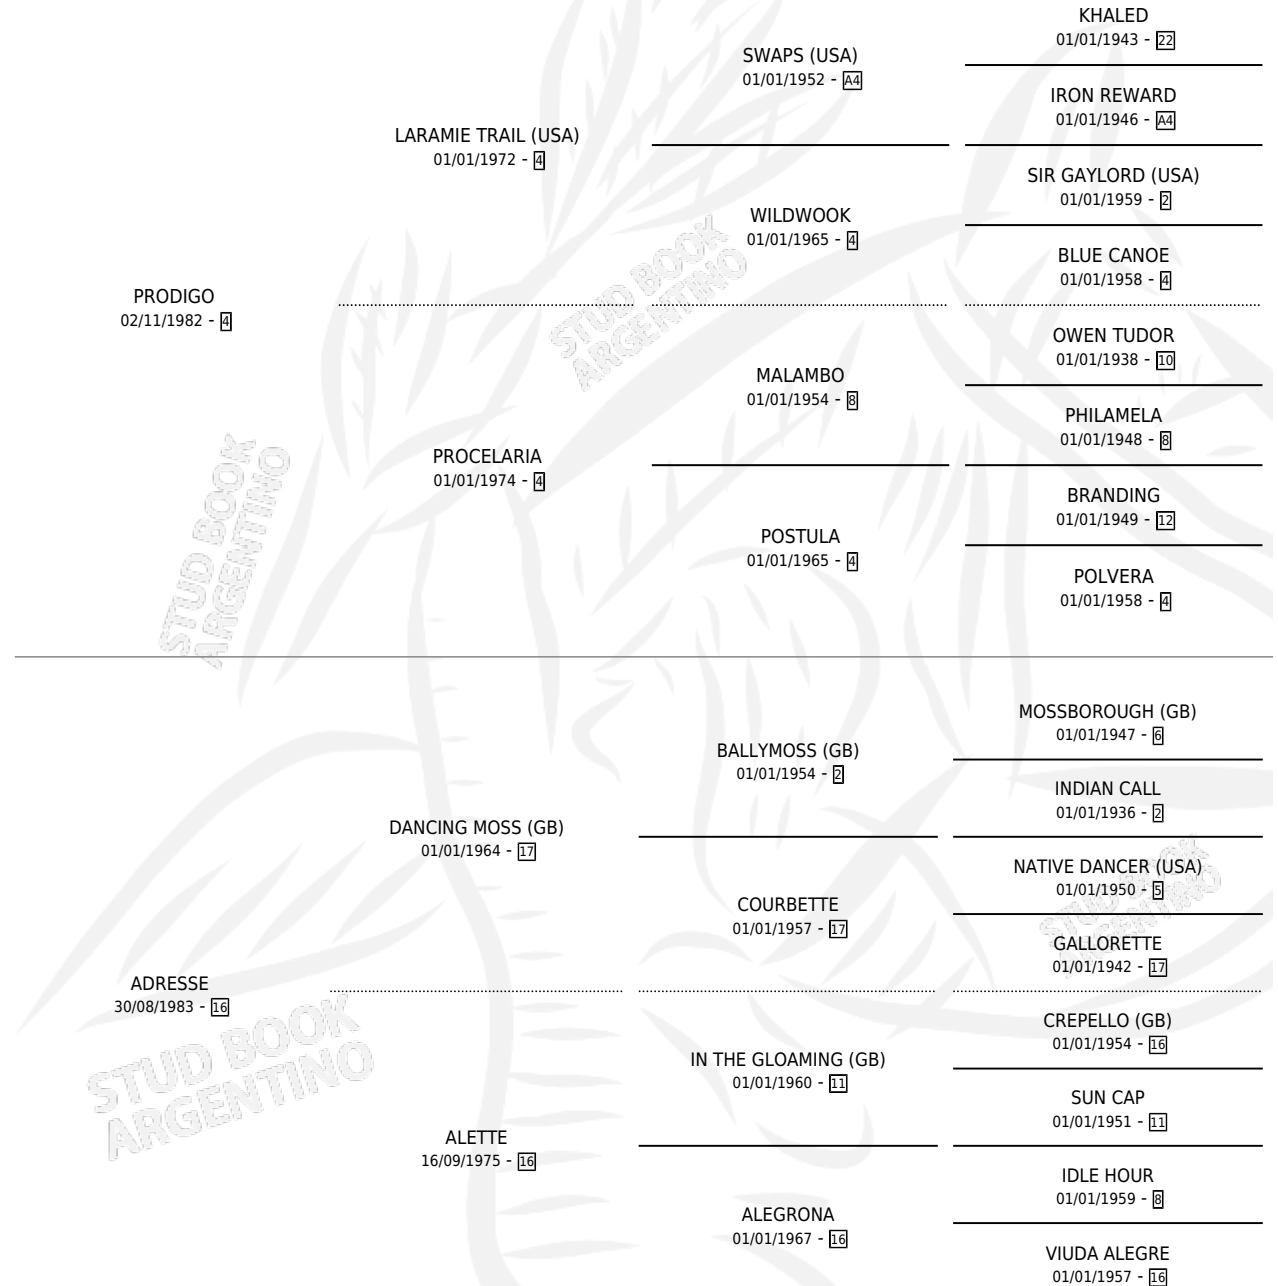 KHALED
01/01/1943 - 22
SWAPS (USA)
01/01/1952 - A4
IRON REWARD
01/01/1946 - A4
LARAMIE TRAIL (USA)
01/01/1972 - 4
SIR GAYLORD (USA)
01/01/1959 - 2
WILDWOOK
01/01/1965 - 4
BLUE CANOE
01/01/1958 - 4
PRODIGO
02/11/1982 - 4
STUD BOOK
ARGENTINO
OWEN TUDOR
01/01/1938 - 10
MALAMBO
01/01/1954 - 8
PHILAMELA
01/01/1948 - 8
PROCELARIA
01/01/1974 - 4
BRANDING
01/01/1949 - 12
POSTULA
01/01/1965 - 4
POLVERA
01/01/1958 - 4
STUD BOOK
ARGENTINO
MOSSBOROUGH (GB)
01/01/1947 - 6
BALLYMOSS (GB)
01/01/1954 - 2
INDIAN CALL
01/01/1936 - 2
DANCING MOSS (GB)
01/01/1964 - 17
NATIVE DANCER (USA)
01/01/1950 - 5
COURBETTE
01/01/1957 - 17
STUD BOOK
ARGENTINO
GALLORETTE
01/01/1942 - 17
ADRESSE
30/08/1983 - 16
STUD BOOK
ARGENTINO
CREPELLO (GB)
01/01/1954 - 16
IN THE GLOAMING (GB)
01/01/1960 - 11
SUN CAP
01/01/1951 - 11
ALETTE
16/09/1975 - 16
IDLE HOUR
01/01/1959 - 8
ALEGRONA
01/01/1967 - 16
VIUDA ALEGRE
01/01/1957 - 16